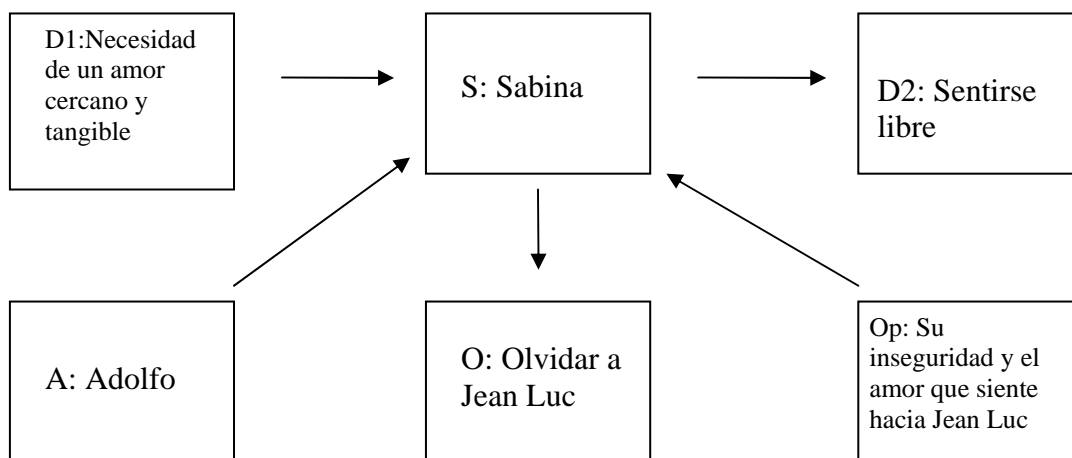 D1:Necesidad
de un amor
cercano y
tangible
S: Sabina
D2: Sentirse
libre
A: Adolfo
O: Olvidar a
Jean Luc
Op: Su
inseguridad y el
amor que siente
hacia Jean Luc